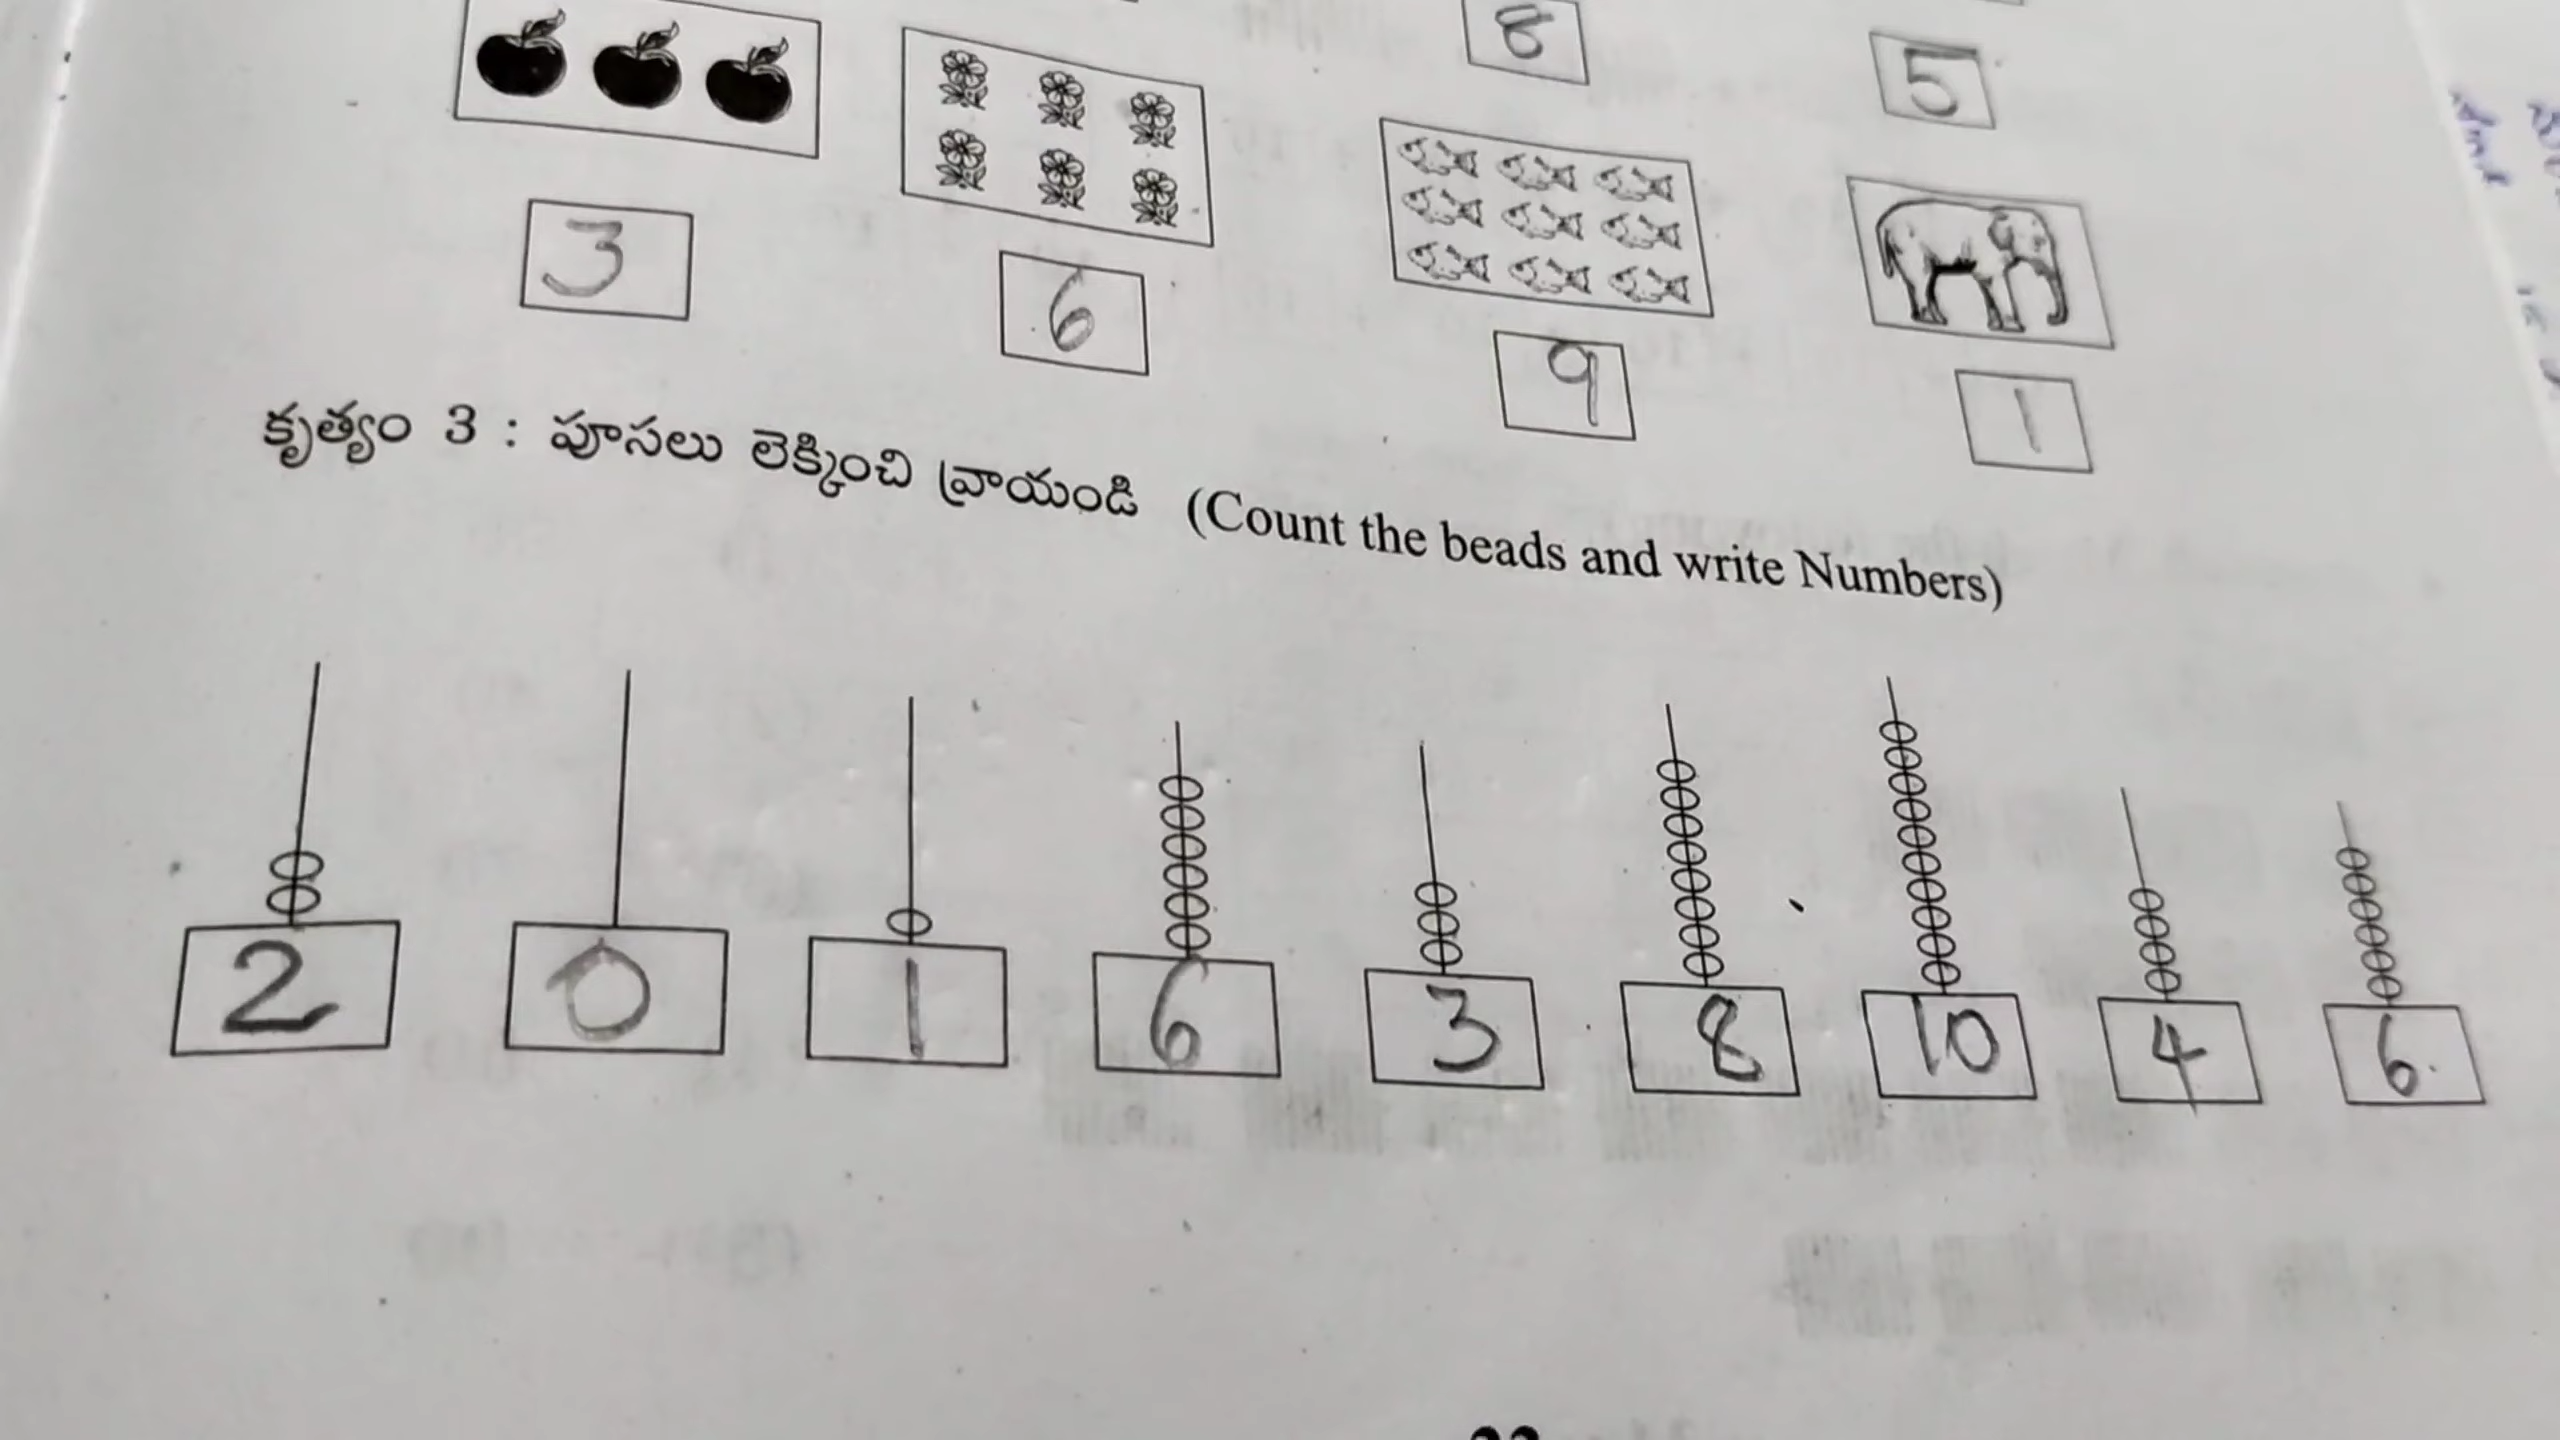 8 5
3 6 9 1
కృత్యం 3 : పూసలు లెక్కించి వ్రాయండి (Count the beads and write Numbers)
2 0 1 6 3 8 10 4 6